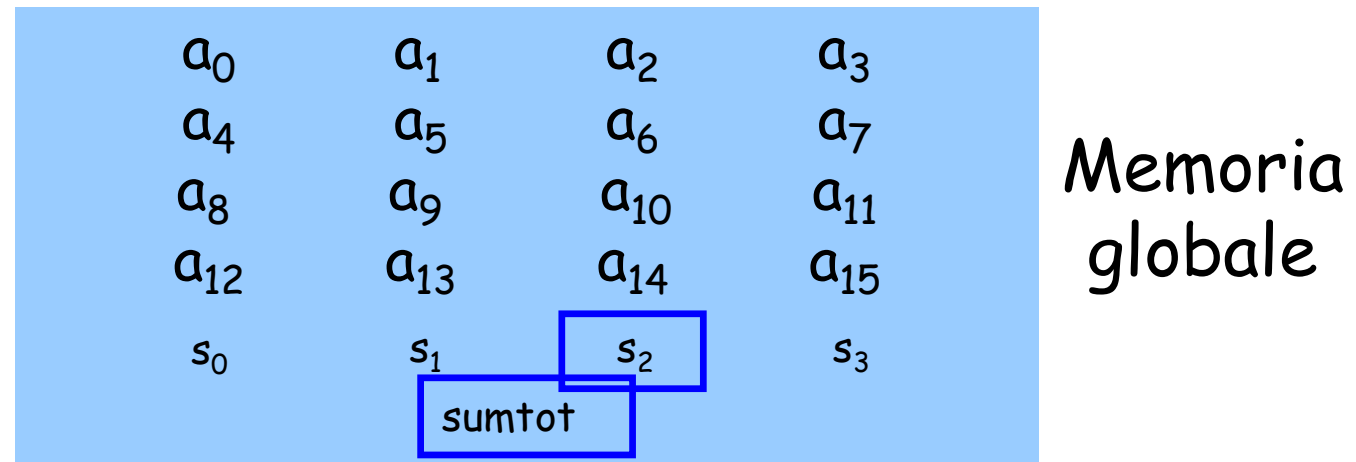 a₀ a₁ a₂ a₃
a₄ a₅ a₆ a₇
a₈ a₉ a₁₀ a₁₁
a₁₂ a₁₃ a₁₄ a₁₅
s₀ s₁ s₂ s₃
sumtot
Memoria
globale